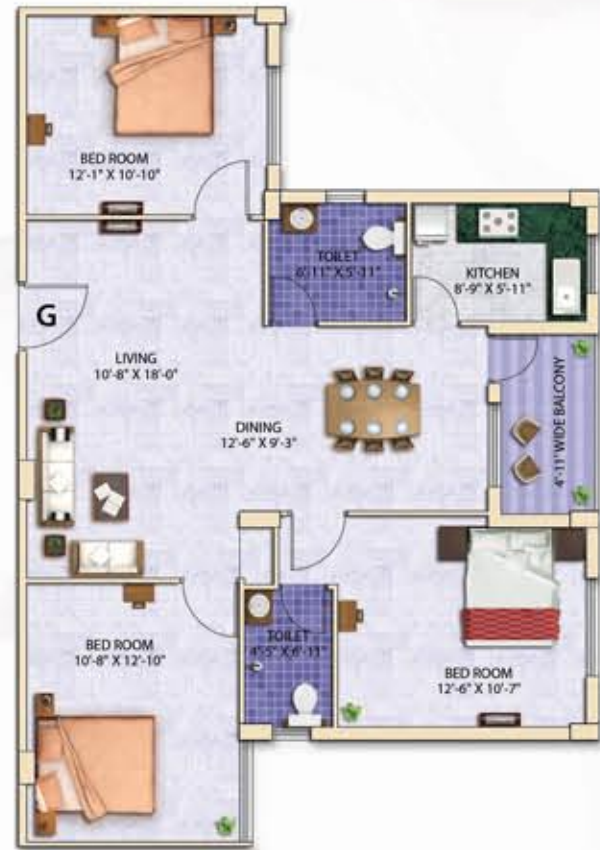 BED ROOM
12'-1" X 10'-10"
TOILET
6'-11" X 5'-11"
KITCHEN
8'-9" X 5'-11"
G
LIVING
10'-8" X 18'-0"
DINING
12'-6" X 9'-3"
4'-11" WIDE BALCONY
BED ROOM
10'-8" X 12'-10"
TOILET
4'-5" X 6'-11"
BED ROOM
12'-6" X 10'-7"